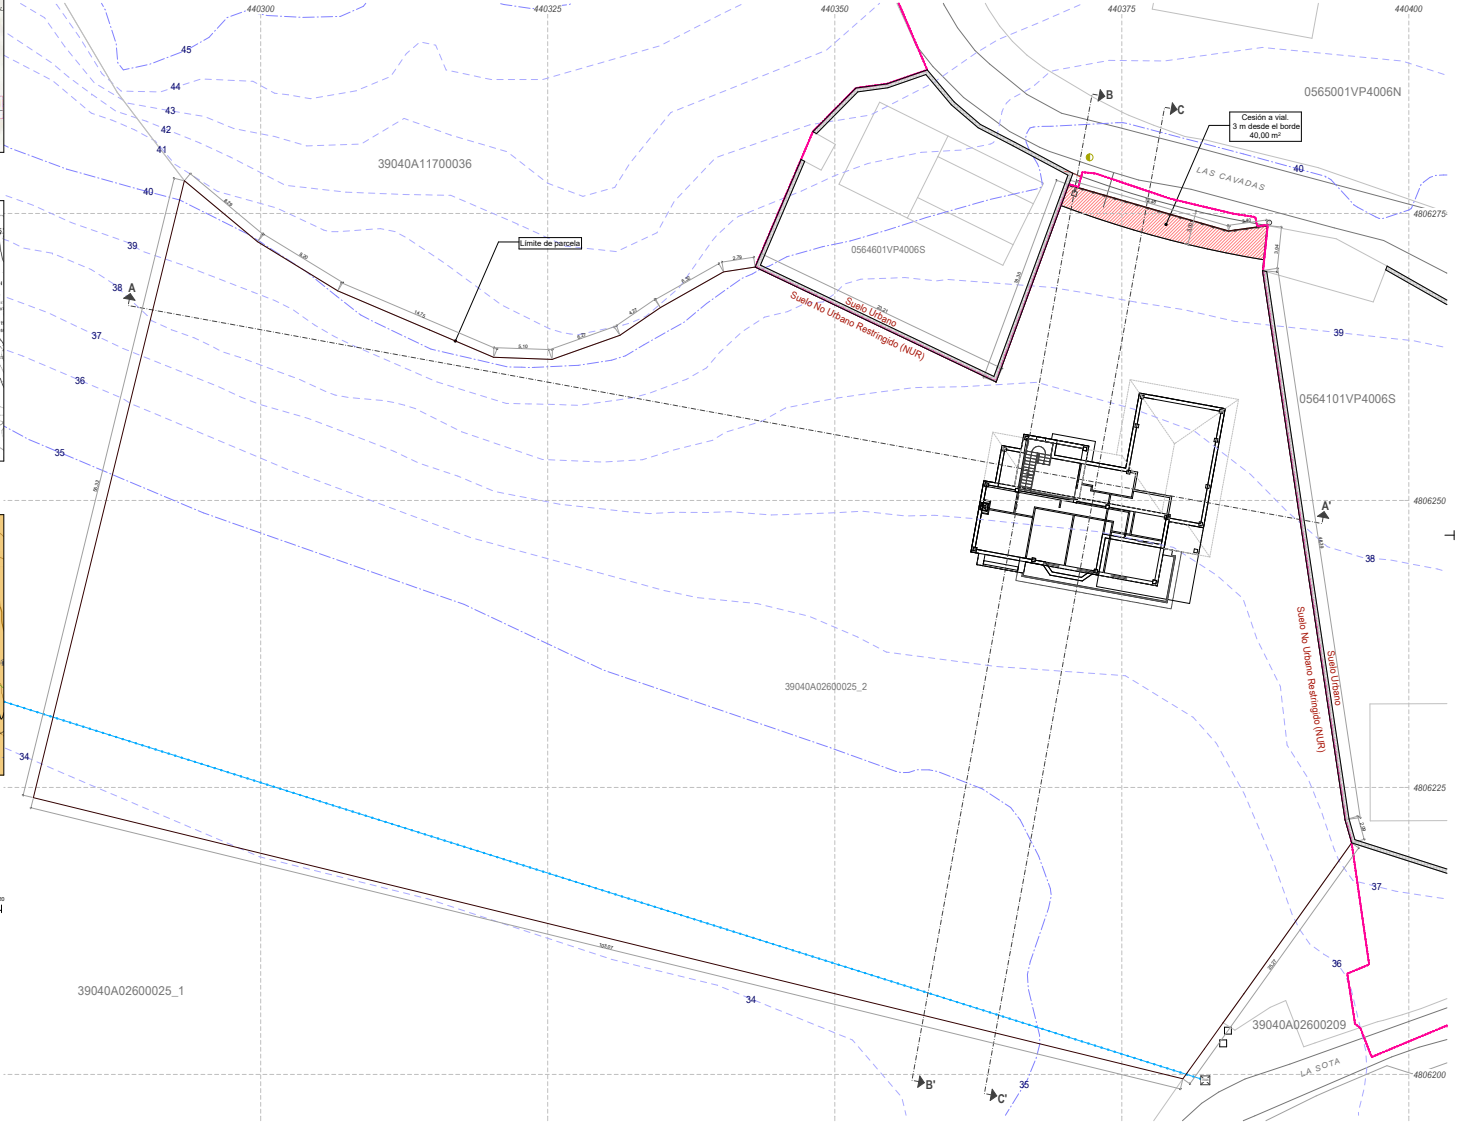 440300
440325
440350
440375
440400
45
44
43
42
41
40
39
38
37
36
35
34
39040A11700036
Límite de parcela
0564601VP4006S
Suelo Urbano
Suelo No Urbano Restringido (NUR)
B
C
Cesión a vial.
3 m desde el borde
40,00 m²
0565001VP4006N
LAS CAVADAS
40
4806275
39
0564101VP4006S
A
A'
4806250
38
Suelo No Urbano Restringido (NUR)
Suelo Urbano
39040A02600025_2
4806225
37
36
39040A02600025_1
34
107,07
39040A02600209
LA SOTA
4806200
B'
C'
35